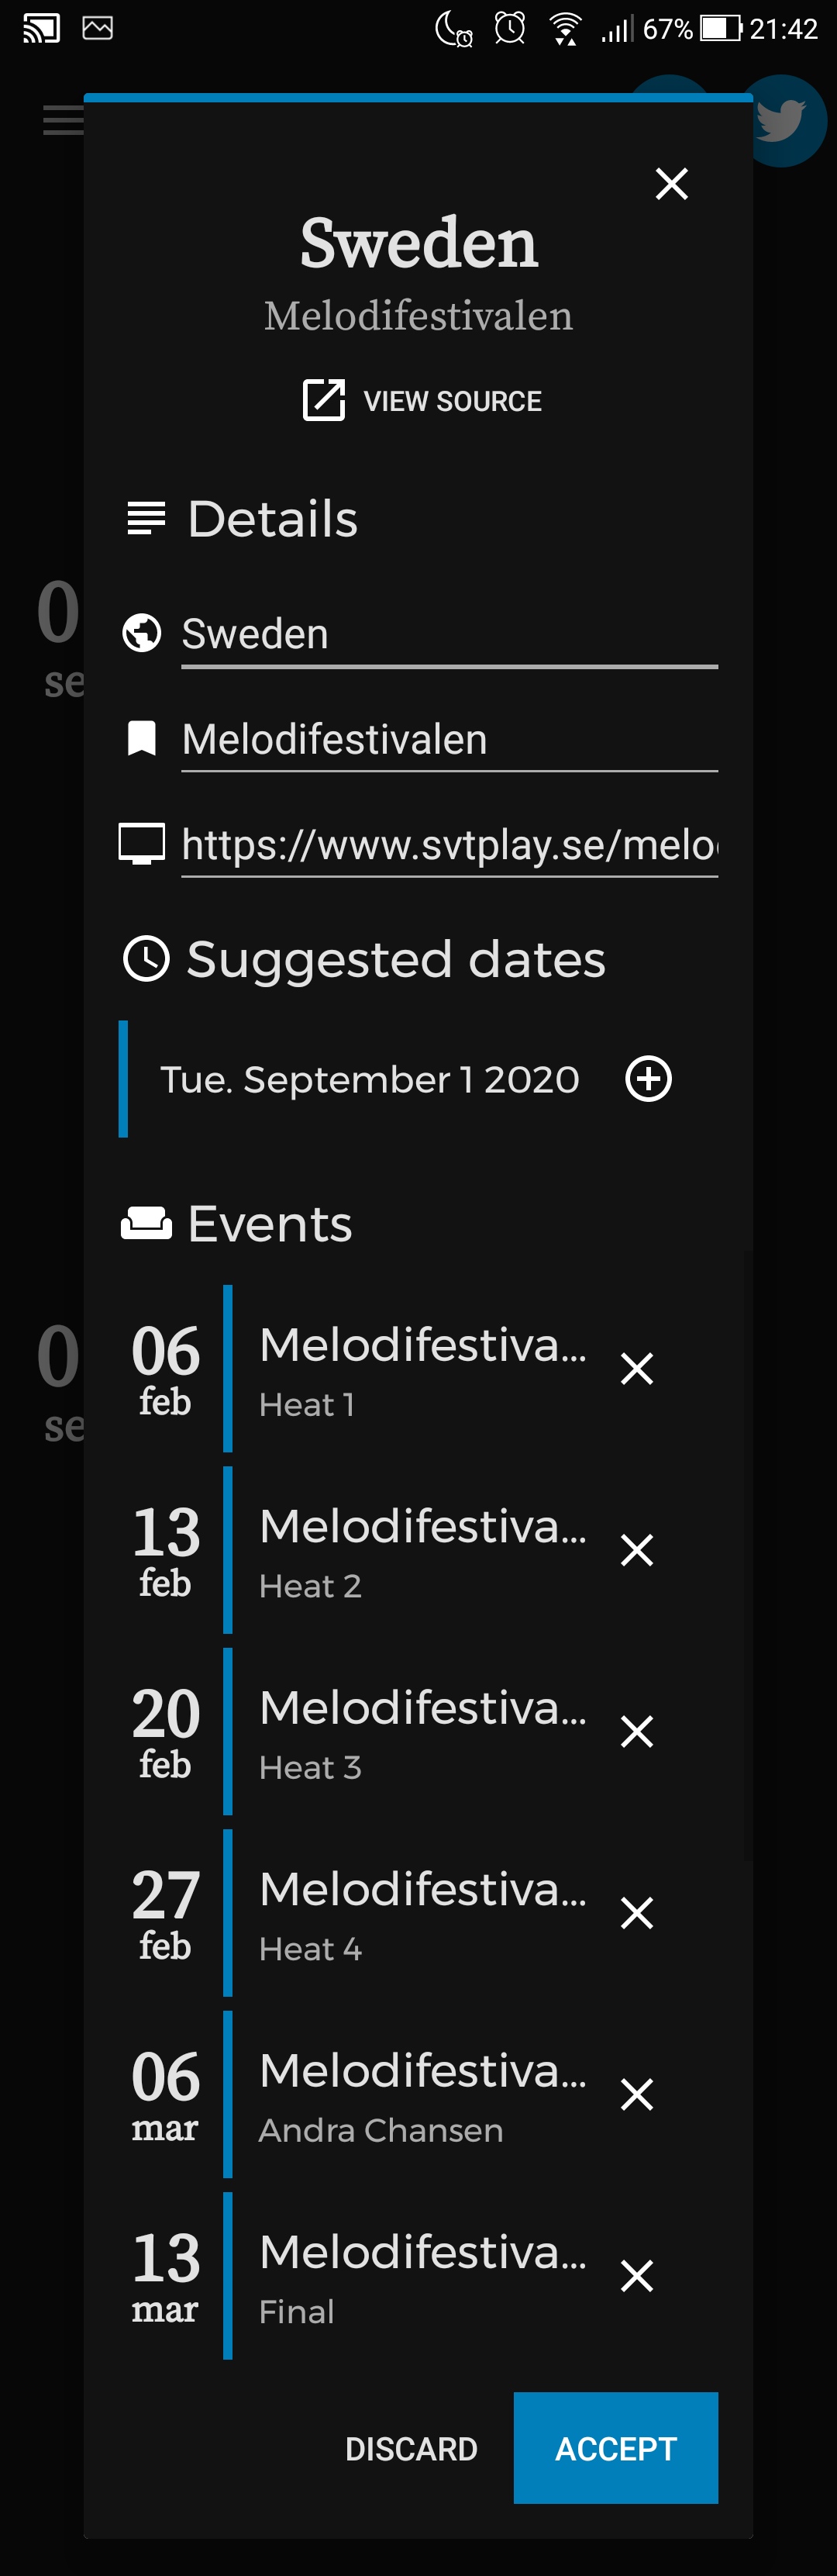 67% 21:42
Sweden
Melodifestivalen
VIEW SOURCE
Details
Sweden
Melodifestivalen
https://www.svtplay.se/melo
Suggested dates
Tue. September 1 2020
Events
06
feb
Melodifestiva...
Heat 1
13
feb
Melodifestiva...
Heat 2
20
feb
Melodifestiva...
Heat 3
27
feb
Melodifestiva...
Heat 4
06
mar
Melodifestiva...
Andra Chansen
13
mar
Melodifestiva...
Final
DISCARD ACCEPT